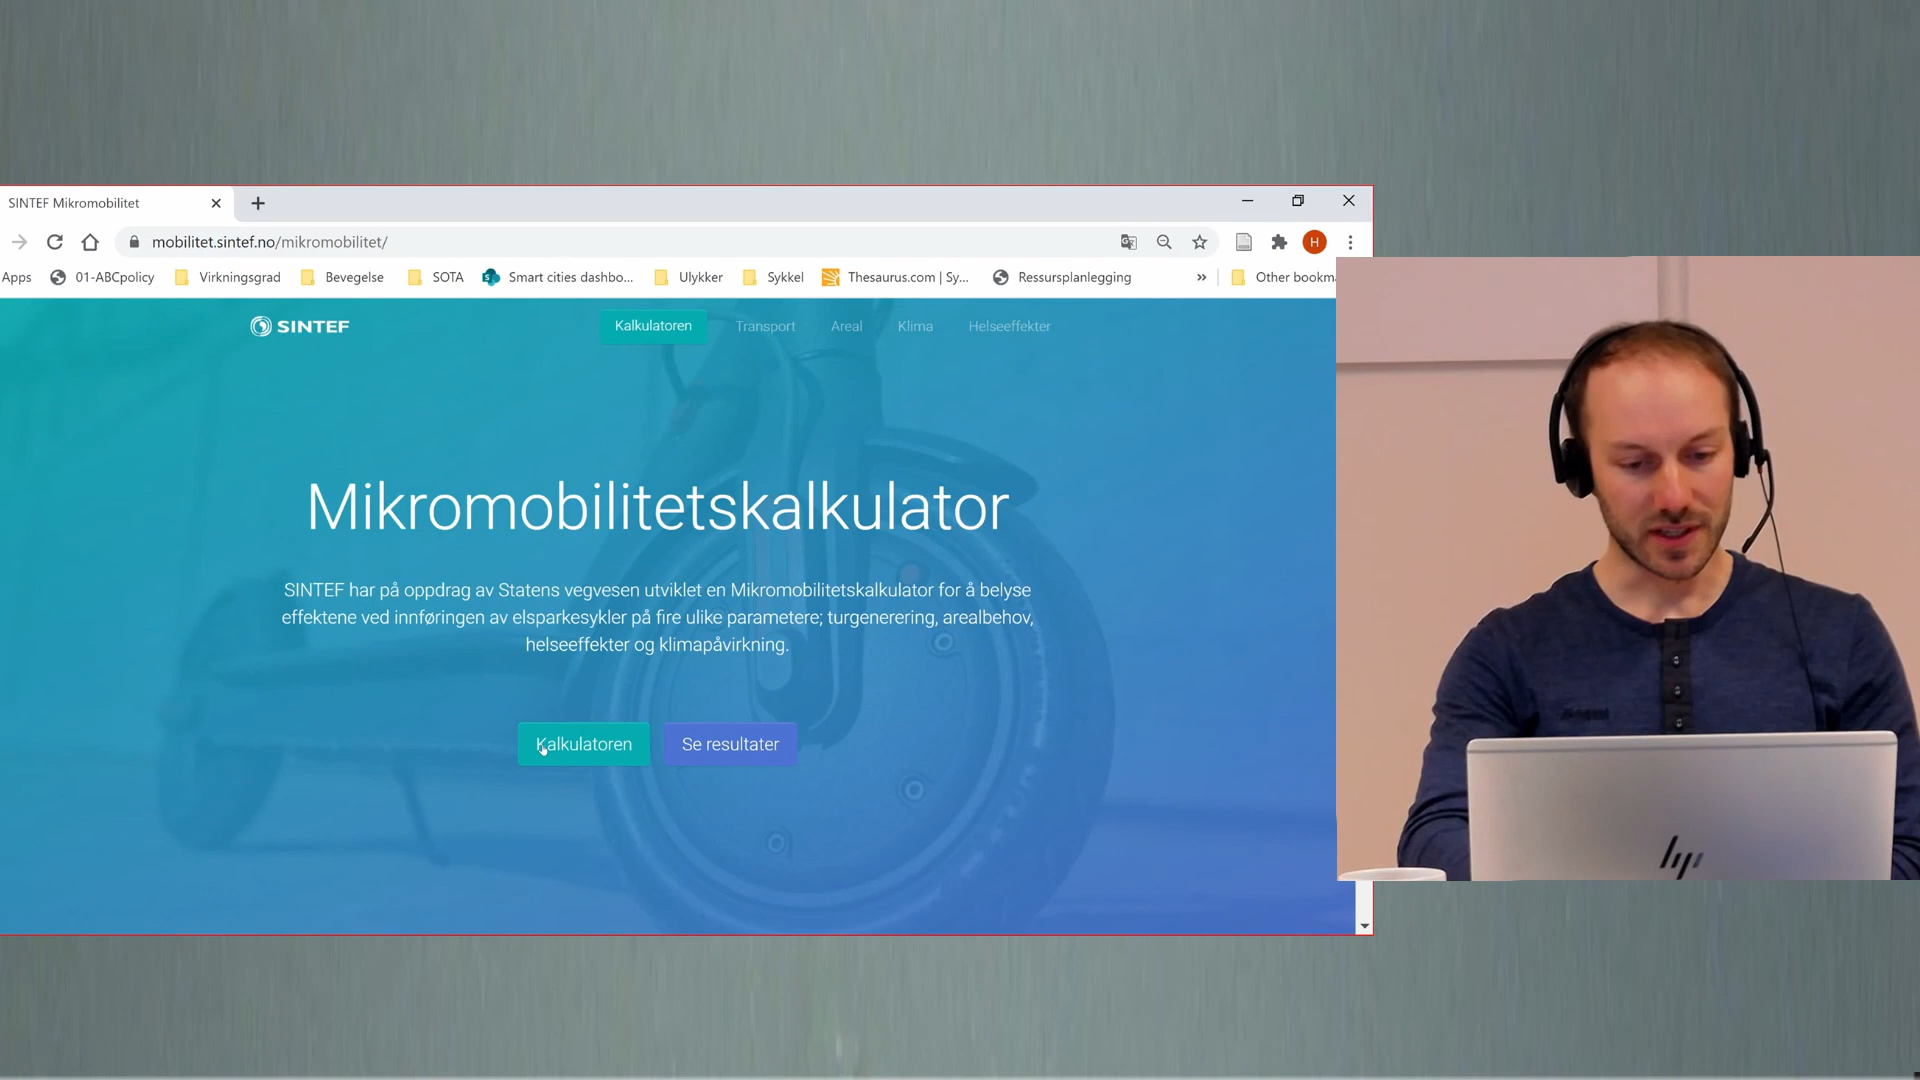 SINTEF Mikromobilitet
mobilitet.sintef.no/mikromobilitet/
H
Apps 01-ABCpolicy Virkningsgrad Bevegelse SOTA Smart cities dashbo... Ulykker Sykkel Thesaurus.com | Sy... Ressursplanlegging » Other bookma
SINTEF Kalkulatoren Transport Areal Klima Helseeffekter
Mikromobilitetskalkulator
SINTEF har på oppdrag av Statens vegvesen utviklet en Mikromobilitetskalkulator for å belyse
effektene ved innføringen av elsparkesykler på fire ulike parametere; turgenerering, arealbehov,
helseeffekter og klimapåvirkning.
Kalkulatoren Se resultater
hp